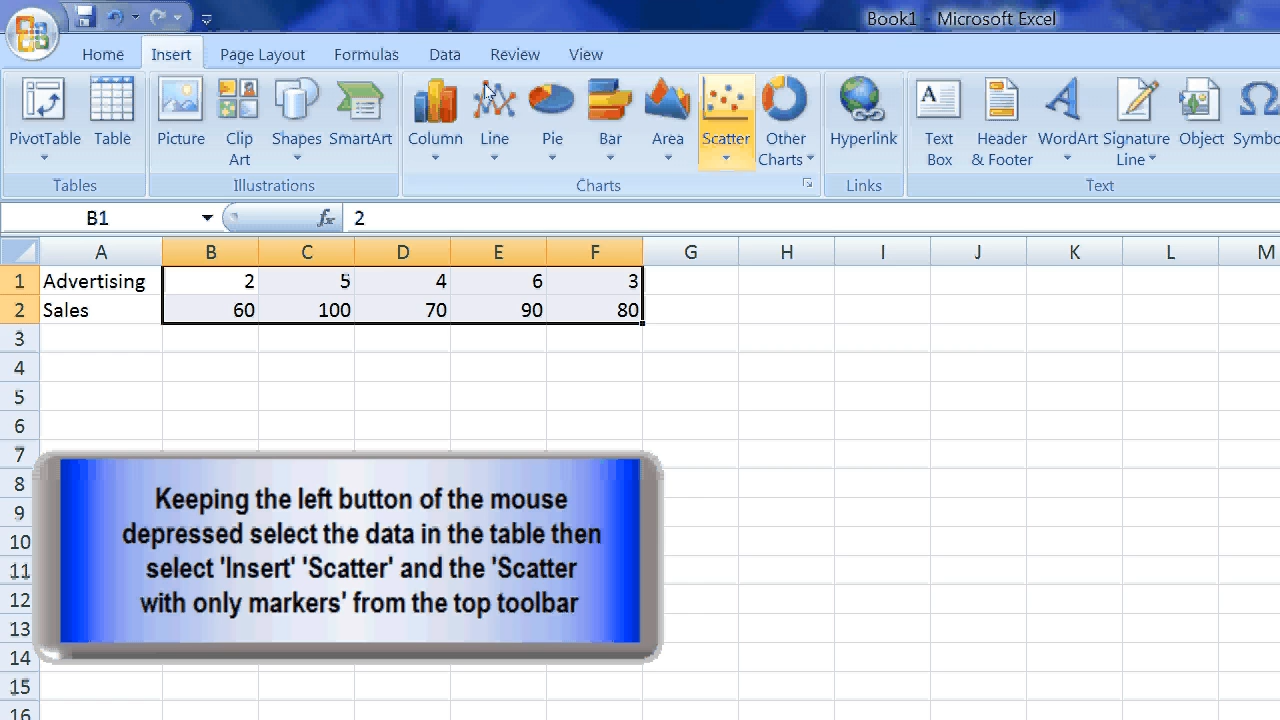 Book1 - Microsoft Excel
Home Insert Page Layout Formulas Data Review View
PivotTable Table Picture Clip Art Shapes SmartArt Column Line Pie Bar Area Scatter Other Charts Hyperlink Text Box Header & Footer WordArt Signature Line Object Symbo
Tables Illustrations Charts Links Text
B1 fx 2
A B C D E F G H I J K L M
1 Advertising 2 5 4 6 3
2 Sales 60 100 70 90 80
3
4
5
6
7
8
9
10
11
12
13
14
15
16
Keeping the left button of the mouse
depressed select the data in the table then
select 'Insert' 'Scatter' and the 'Scatter
with only markers' from the top toolbar